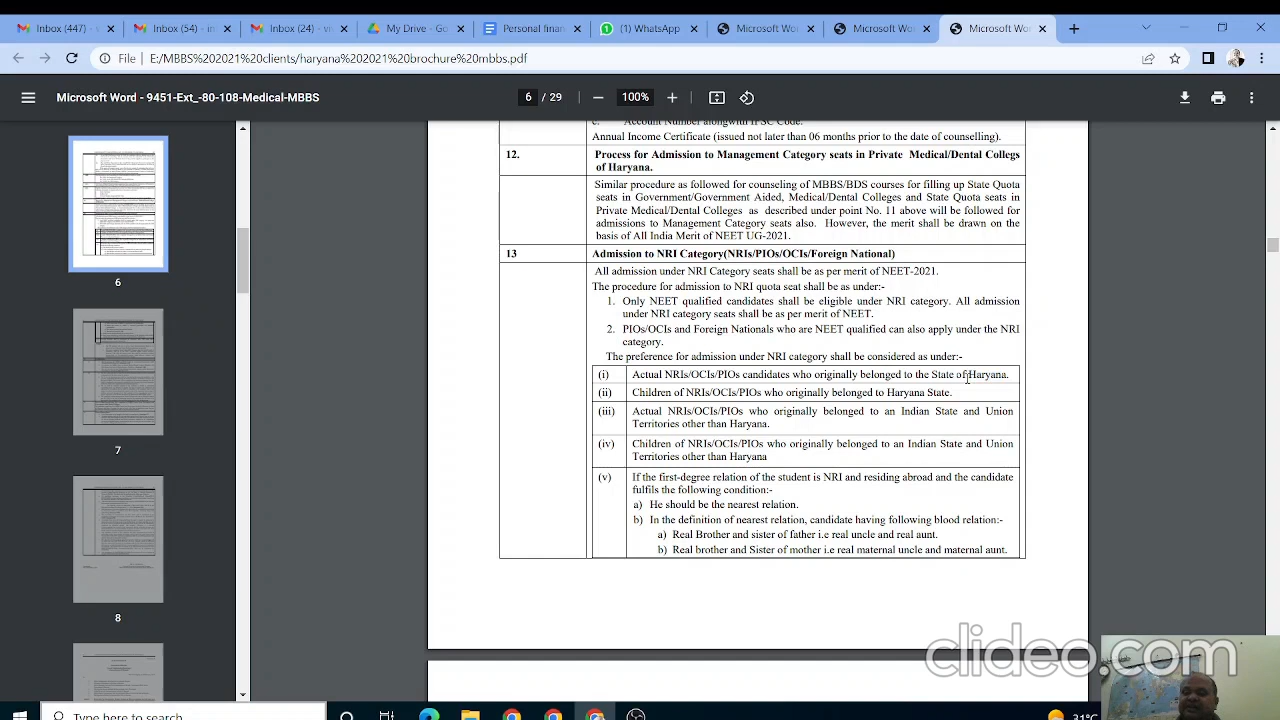 Inbox (447) - v
Inbox (54) - in
Inbox (24) - vi
My Drive - Go
Personal finan
(1) WhatsApp
Microsoft Wor
Microsoft Wor
Microsoft Wor
File | E:/MBBS%202021%20clients/haryana%202021%20brochure%20mbbs.pdf
Microsoft Word - 9451-Ext_-80-108-Medical-MBBS
6 / 29
100%
6
7
8
c. Account Number alongwith IFSC Code.
Annual Income Certificate (issued not later than 06 months prior to the date of counselling).
12. Process for Admission to Management Category seats in Private Medical/Dental Collegs
of Haryana.
Similar procedure as followed for counseling of MBBS/BDS courses for filling up State Quota
seats in Government/Government Aided, Medical/Dental Colleges and State Quota seats in
Private Medical/Dental Colleges as described under point No. 11 above will be followed for
admissions to Management Category seats also. However, the merit shall be drawn on the
basis of All India Merit of NEET UG-2021.
13 Admission to NRI Category(NRIs/PIOs/OCIs/Foreign National)
All admission under NRI Category seats shall be as per merit of NEET-2021.
The procedure for admission to NRI quota seat shall be as under:-
1. Only NEET qualified candidates shall be eligible under NRI category. All admission
under NRI category seats shall be as per merit of NEET.
2. PIOs/OCIs and Foreign Nationals who are NEET qualified can also apply under the NRI
category.
The preference for admission under NRI category shall be considered as under:-
(i) Actual NRIs/OCIs/PIOs candidates who originally belonged to the State of Haryana.
(ii) Children of NRIs/OCIs/PIOs who originally belonged to Haryana State.
(iii) Actual NRIs/OCIs/PIOs who originally belonged to an Indian State and Union
Territories other than Haryana.
(iv) Children of NRIs/OCIs/PIOs who originally belonged to an Indian State and Union
Territories other than Haryana
(v) If the first-degree relation of the student is NRI and residing abroad and the candidate
fulfils the following condition:-
a) He should be the nearest relation.
b) In the definition of nearest relation, candidate having following blood relation:-
a) Real Brother and sister of father i.e real uncle and real aunt.
b) Real brother and Sister of mother i.e real maternal uncle and maternal aunt.
clideo.com
Type here to search
31°C